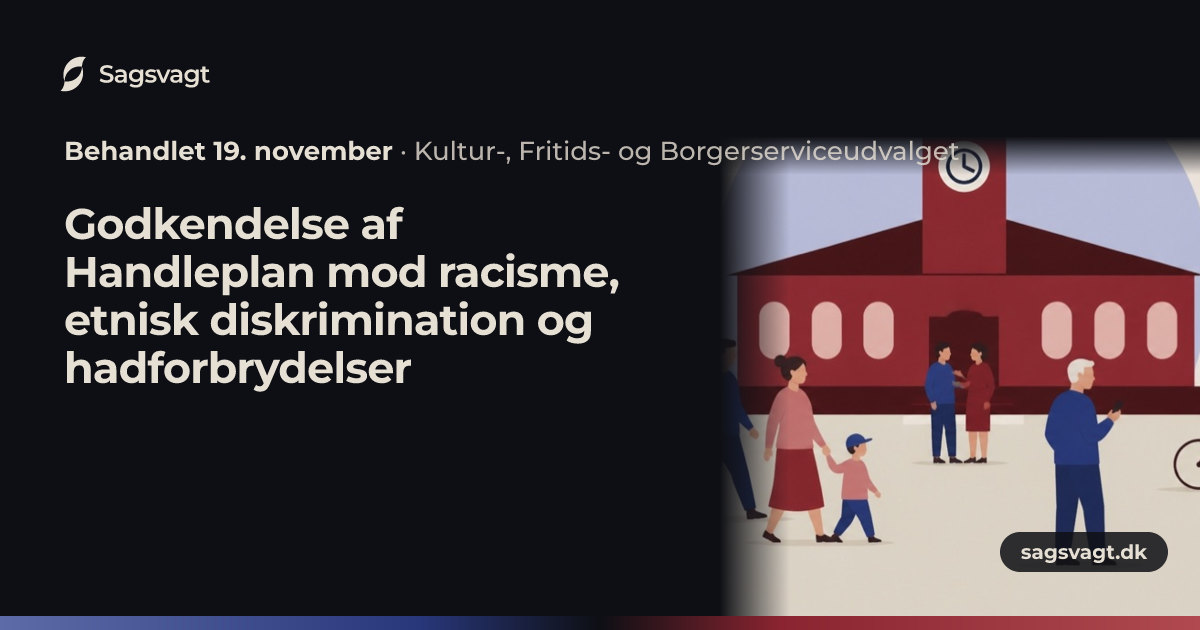 Sagsvagt
Behandlet 19. november · Kultur-, Fritids- og Borgerserviceudvalget
Godkendelse af
Handleplan mod racisme,
etnisk diskrimination og
hadforbrydelser
sagsvagt.dk